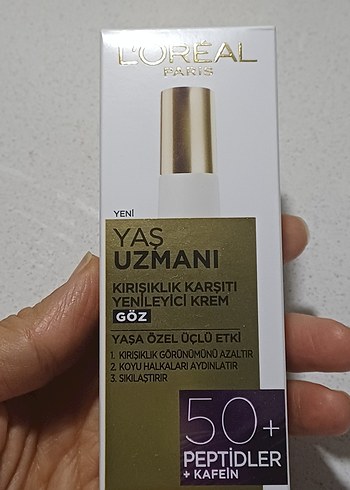 L'ORÉAL
PARIS
YENİ
YAŞ
UZMANI
KIRIŞIKLIK KARŞITI
YENİLEYİCİ KREM
GÖZ
YAŞA ÖZEL ÜÇLÜ ETKİ
1. KIRIŞIKLIK GÖRÜNÜMÜNÜ AZALTIR
2. KOYU HALKALARI AYDINLATIR
3. SIKILAŞTIRIR
50+
PEPTİDLER
+ KAFEİN